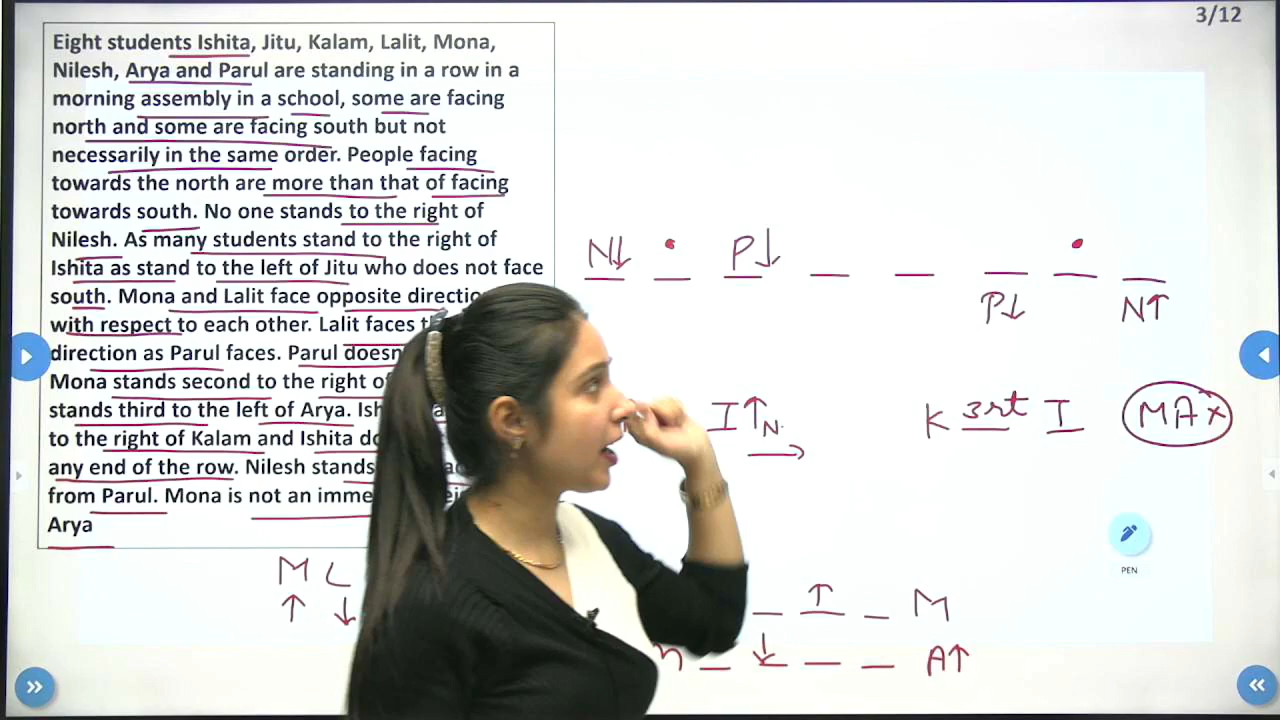 3/12
Eight students Ishita, Jitu, Kalam, Lalit, Mona,
Nilesh, Arya and Parul are standing in a row in a
morning assembly in a school, some are facing
north and some are facing south but not
necessarily in the same order. People facing
towards the north are more than that of facing
towards south. No one stands to the right of
Nilesh. As many students stand to the right of
Ishita as stand to the left of Jitu who does not face
south. Mona and Lalit face opposite
with respect to each other. Lalit faces
direction as Parul faces. Parul
Mona stands second to the right of
stands third to the left of Arya.
to the right of Kalam and Ishita
any end of the row. Nilesh stands
from Parul. Mona is not an
Arya
N↓ P↓
P↓ N↑
I↑N
→
K 3rt I MAx
PEN
M L
↑ ↓
↑ M
K A↑